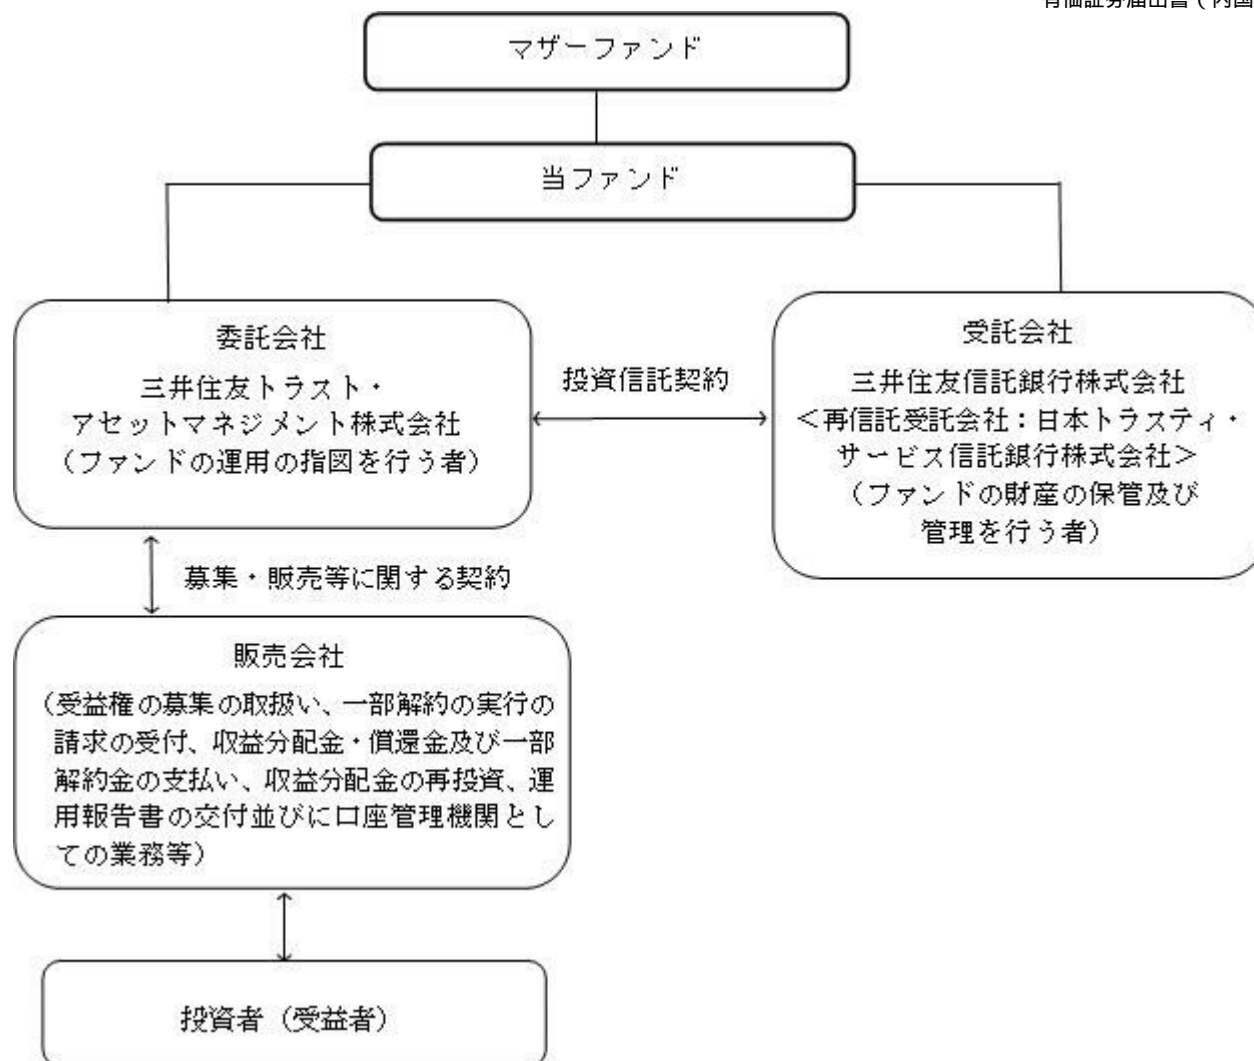 有価証券届出書（内国
マザーファンド
当ファンド
委託会社
三井住友トラスト・
アセットマネジメント株式会社
（ファンドの運用の指図を行う者）
投資信託契約
受託会社
三井住友信託銀行株式会社
＜再信託受託会社：日本トラスティ・
サービス信託銀行株式会社＞
（ファンドの財産の保管及び
管理を行う者）
募集・販売等に関する契約
販売会社
（受益権の募集の取扱い、一部解約の実行の
請求の受付、収益分配金・償還金及び一部
解約金の支払い、収益分配金の再投資、運
用報告書の交付並びに口座管理機関とし
ての業務等）
投資者（受益者）